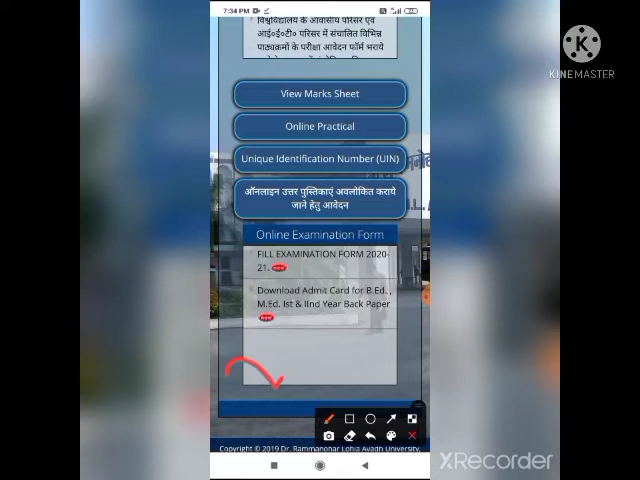 7:34 PM
विश्वविद्यालय के आवासीय परिसर एवं
आई०ई०टी० परिसर में संचालित विभिन्न
पाठ्यक्रमों के परीक्षा आवेदन फॉर्म भराये
View Marks Sheet
Online Practical
Unique Identification Number (UIN)
ऑनलाइन उत्तर पुस्तिकाएं अवलोकित कराये
जाने हेतु आवेदन
Online Examination Form
FILL EXAMINATION FORM 2020-
21.
Download Admit Card for B.Ed.,
M.Ed. Ist & IInd Year Back Paper
Copyright © 2019 Dr. Rammanohar Lohia Avadh University,
KINEMASTER
XRecorder